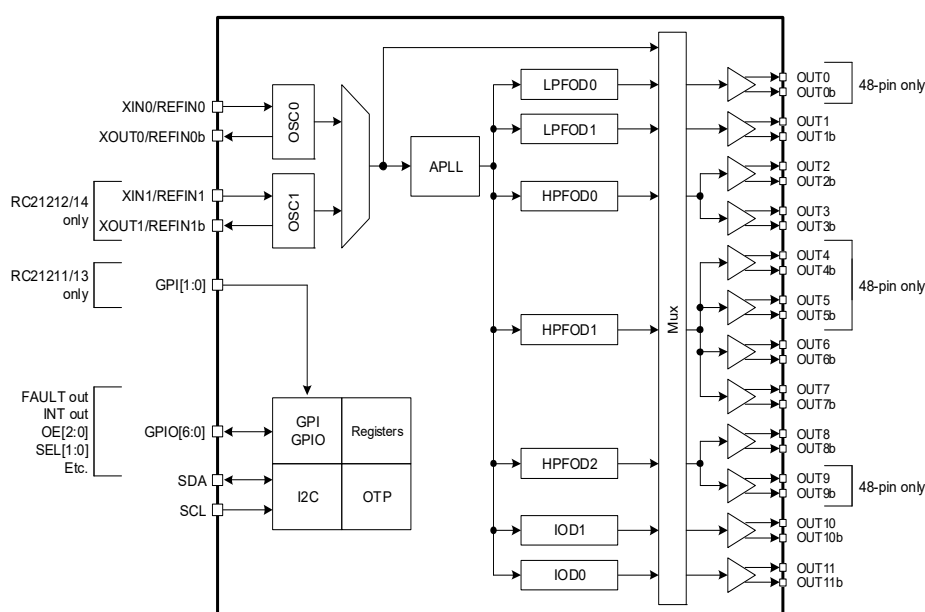 XIN0/REFIN0
XOUT0/REFIN0b
OSC0
RC21212/14
only
XIN1/REFIN1
XOUT1/REFIN1b
OSC1
RC21211/13
only
GPI[1:0]
FAULT out
INT out
OE[2:0]
SEL[1:0]
Etc.
GPIO[6:0]
SDA
SCL
GPI
GPIO
Registers
I2C
OTP
APLL
LPFOD0
LPFOD1
HPFOD0
HPFOD1
HPFOD2
IOD1
IOD0
Mux
OUT0
OUT0b
48-pin only
OUT1
OUT1b
OUT2
OUT2b
OUT3
OUT3b
OUT4
OUT4b
OUT5
OUT5b
48-pin only
OUT6
OUT6b
OUT7
OUT7b
OUT8
OUT8b
OUT9
OUT9b
48-pin only
OUT10
OUT10b
OUT11
OUT11b